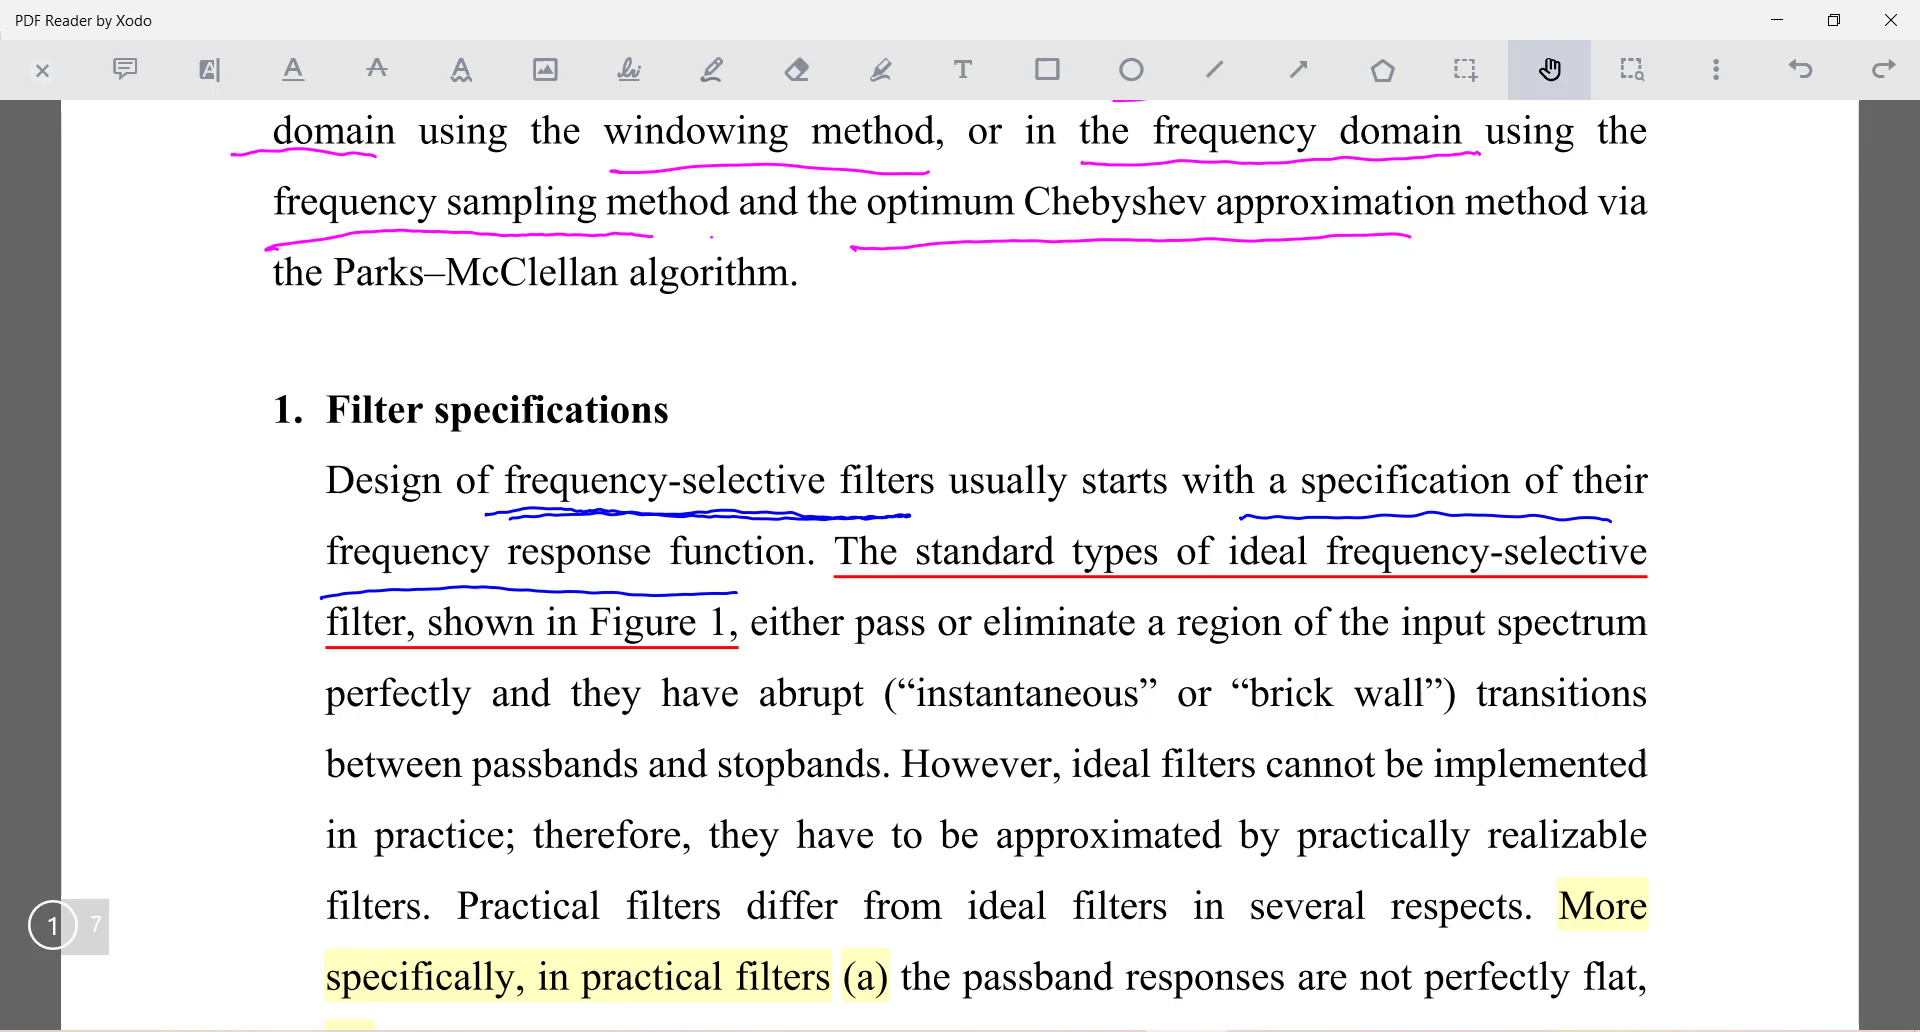 PDF Reader by Xodo
domain using the windowing method, or in the frequency domain using the
frequency sampling method and the optimum Chebyshev approximation method via
the Parks–McClellan algorithm.
1. Filter specifications
Design of frequency-selective filters usually starts with a specification of their
frequency response function. The standard types of ideal frequency-selective
filter, shown in Figure 1, either pass or eliminate a region of the input spectrum
perfectly and they have abrupt (“instantaneous” or “brick wall”) transitions
between passbands and stopbands. However, ideal filters cannot be implemented
in practice; therefore, they have to be approximated by practically realizable
filters. Practical filters differ from ideal filters in several respects. More
specifically, in practical filters (a) the passband responses are not perfectly flat,
1 7